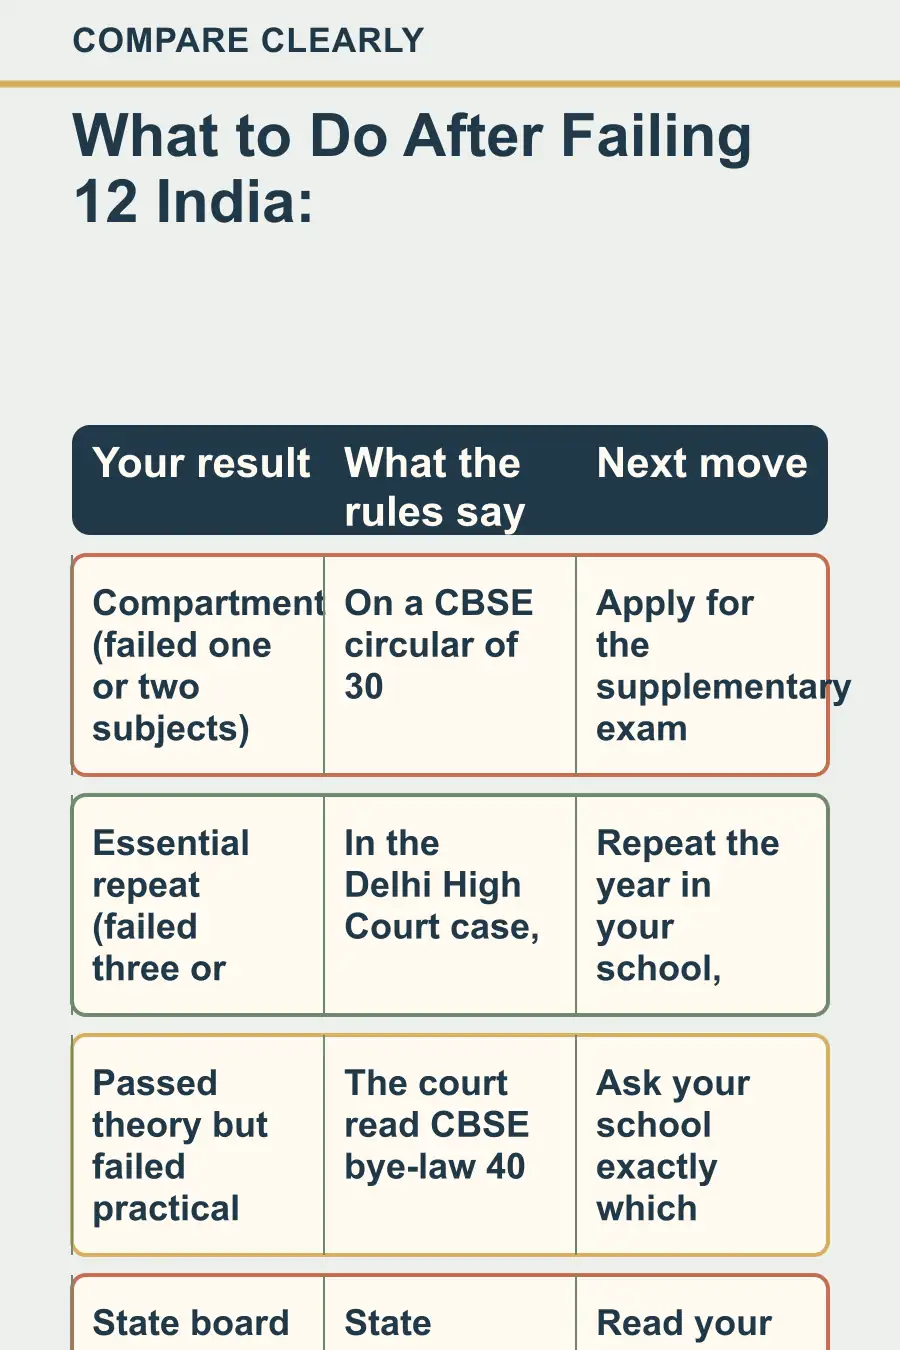 COMPARE CLEARLY
What to Do After Failing
12 India:
Your result
What the
rules say
Next move
Compartment
(failed one
or two
subjects)
On a CBSE
circular of
30
Apply for
the
supplementary
exam
Essential
repeat
(failed
three or
In the
Delhi High
Court case,
Repeat the
year in
your
school,
Passed
theory but
failed
practical
The court
read CBSE
bye-law 40
Ask your
school
exactly
which
State board
State
Read your